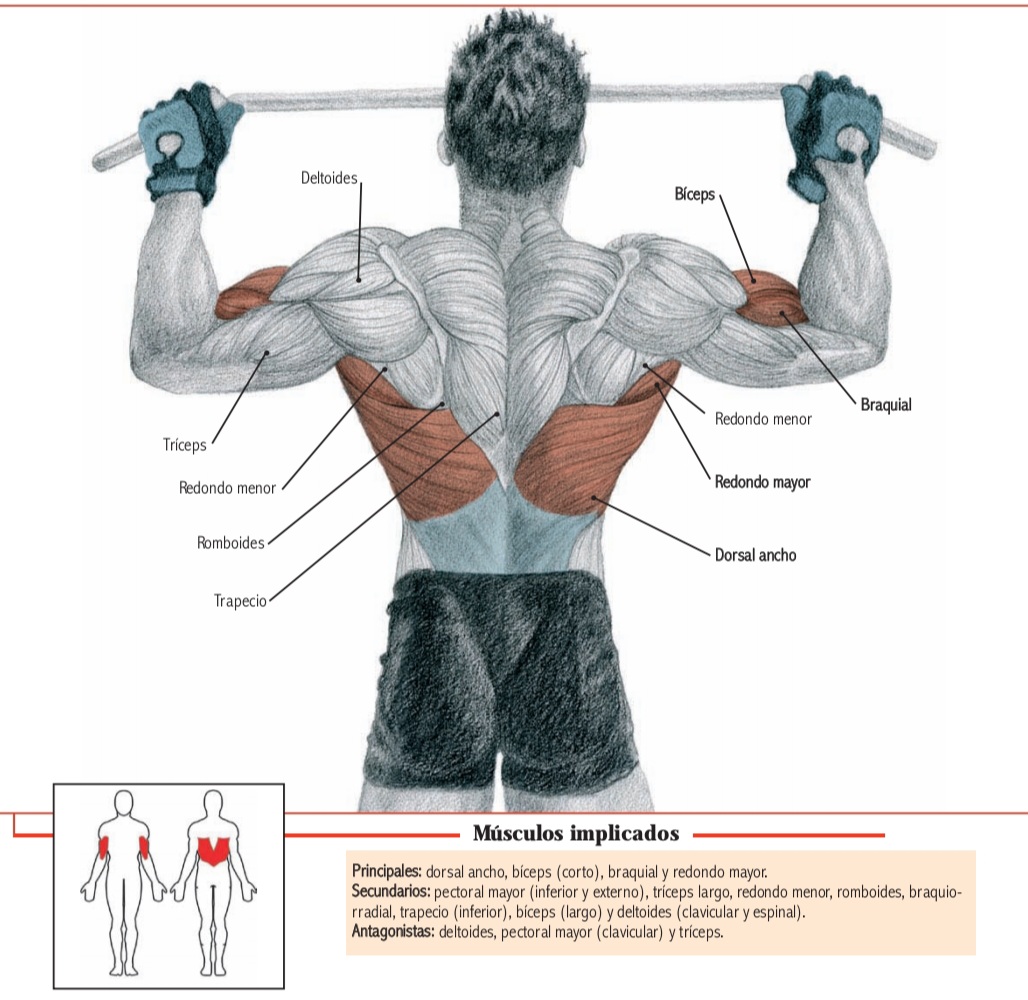 Deltoides
Bíceps
Braquial
Redondo menor
Tríceps
Redondo mayor
Redondo menor
Romboides
Dorsal ancho
Trapecio
Músculos implicados
Principales: dorsal ancho, bíceps (corto), braquial y redondo mayor.
Secundarios: pectoral mayor (inferior y externo), tríceps largo, redondo menor, romboides, braquio-
rradial, trapecio (inferior), bíceps (largo) y deltoides (clavicular y espinal).
Antagonistas: deltoides, pectoral mayor (clavicular) y tríceps.